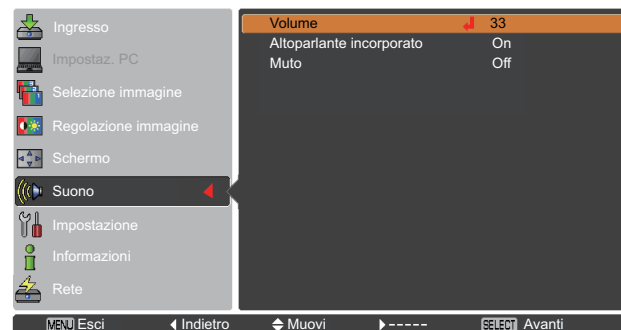 Ingresso
Impostaz. PC
Selezione immagine
Regolazione immagine
Schermo
Suono
Impostazione
Informazioni
Rete
Volume 33
Altoparlante incorporato On
Muto Off
MENU Esci Indietro Muovi ----- SELECT Avanti